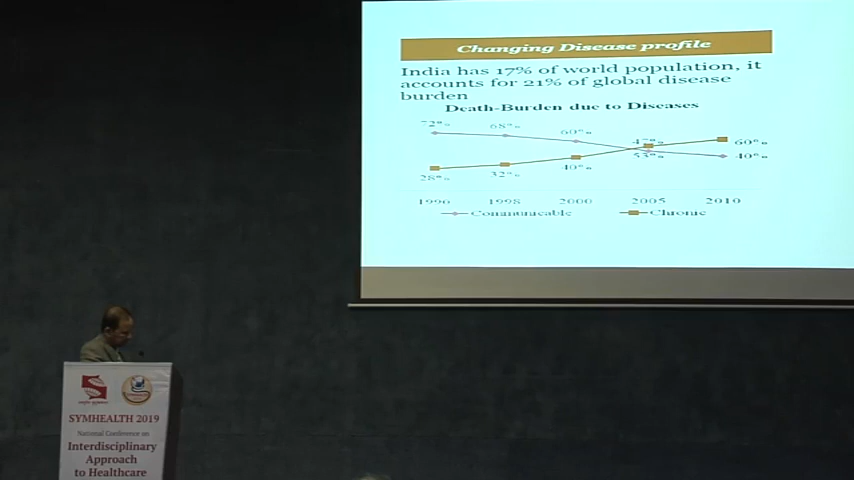 Changing Disease profile
India has 17% of world population, it
accounts for 21% of global disease
burden
Death-Burden due to Diseases
72% 68% 60% 47% 60%
28% 32% 40% 53% 40%
1996 1998 2000 2005 2010
Communicable Chronic
SYMHEALTH 2019
National Conference on
Interdisciplinary
Approach
to Healthcare